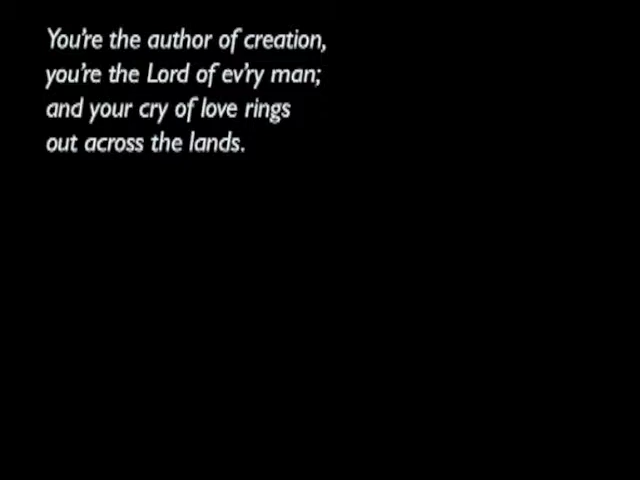 You're the author of creation,
you're the Lord of ev'ry man;
and your cry of love rings
out across the lands.